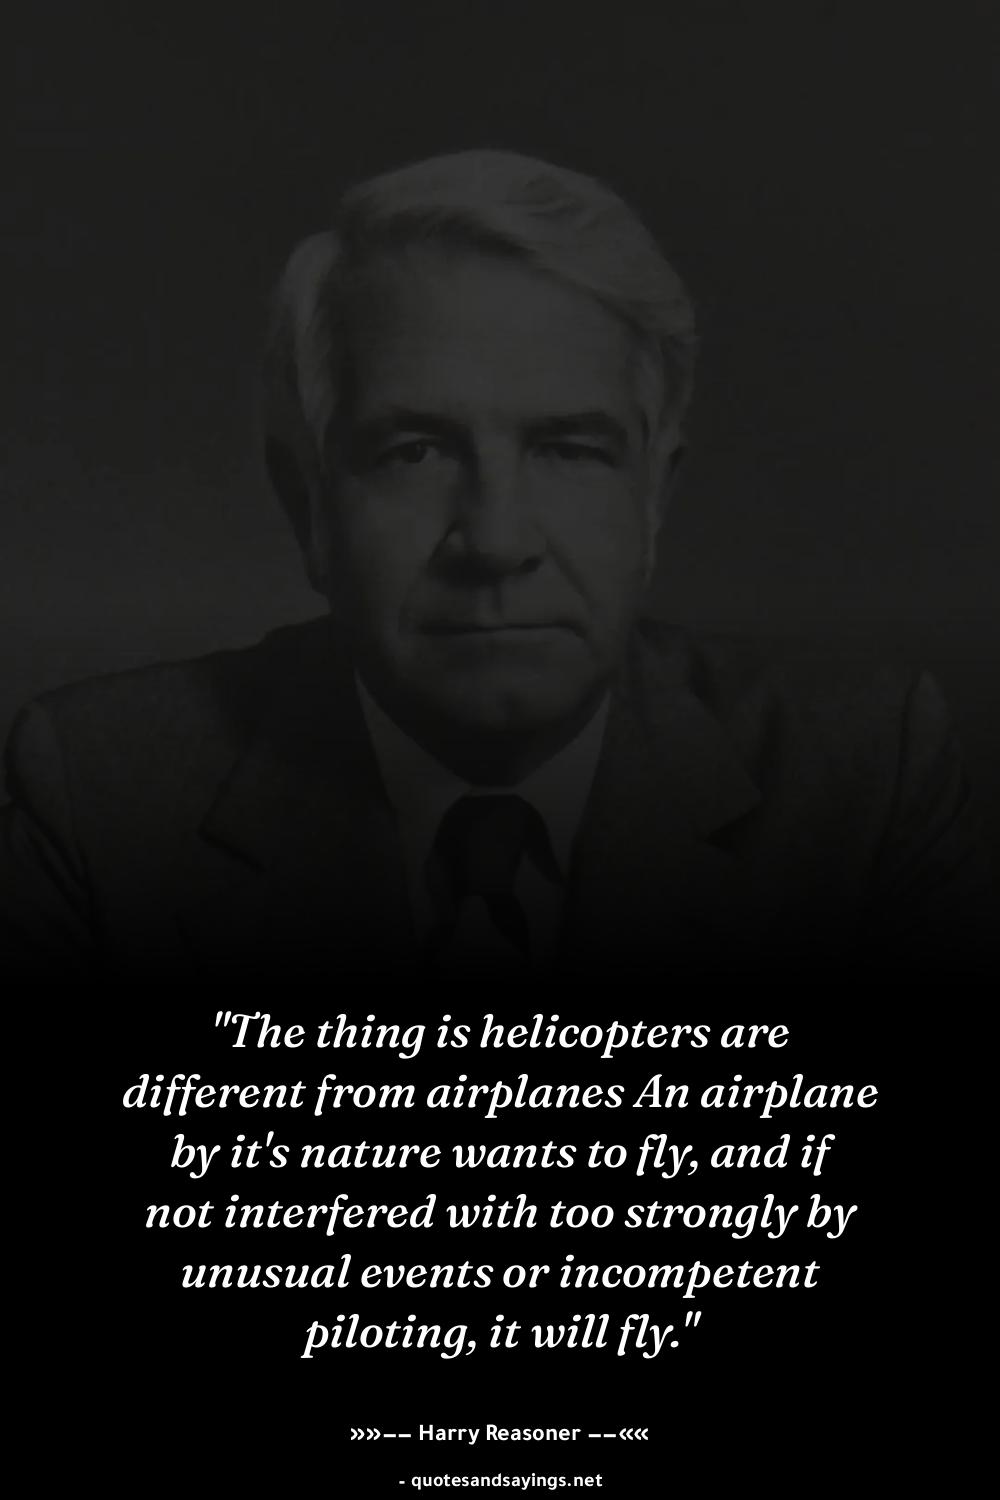 "The thing is helicopters are
different from airplanes An airplane
by it's nature wants to fly, and if
not interfered with too strongly by
unusual events or incompetent
piloting, it will fly."
»»–– Harry Reasoner ––««
- quotesandsayings.net